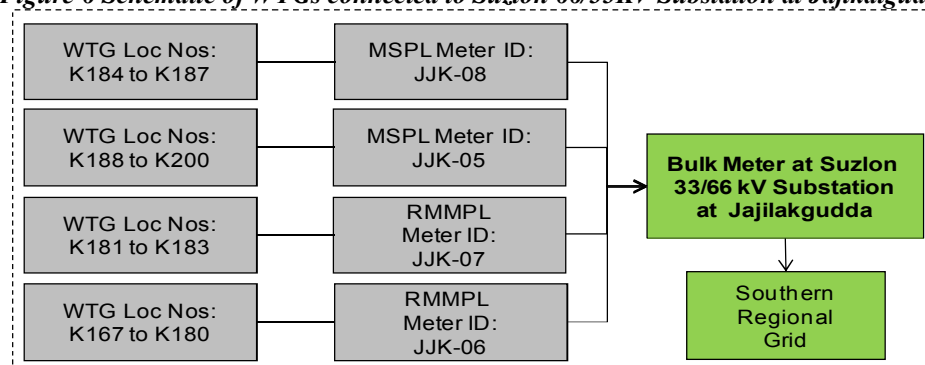 WTG Loc Nos:
K184 to K187
MSPL Meter ID:
JJK-08
WTG Loc Nos:
K188 to K200
MSPL Meter ID:
JJK-05
Bulk Meter at Suzlon
33/66 kV Substation
at Jajilakgudda
WTG Loc Nos:
K181 to K183
RMMPL
Meter ID:
JJK-07
WTG Loc Nos:
K167 to K180
RMMPL
Meter ID:
JJK-06
Southern
Regional
Grid